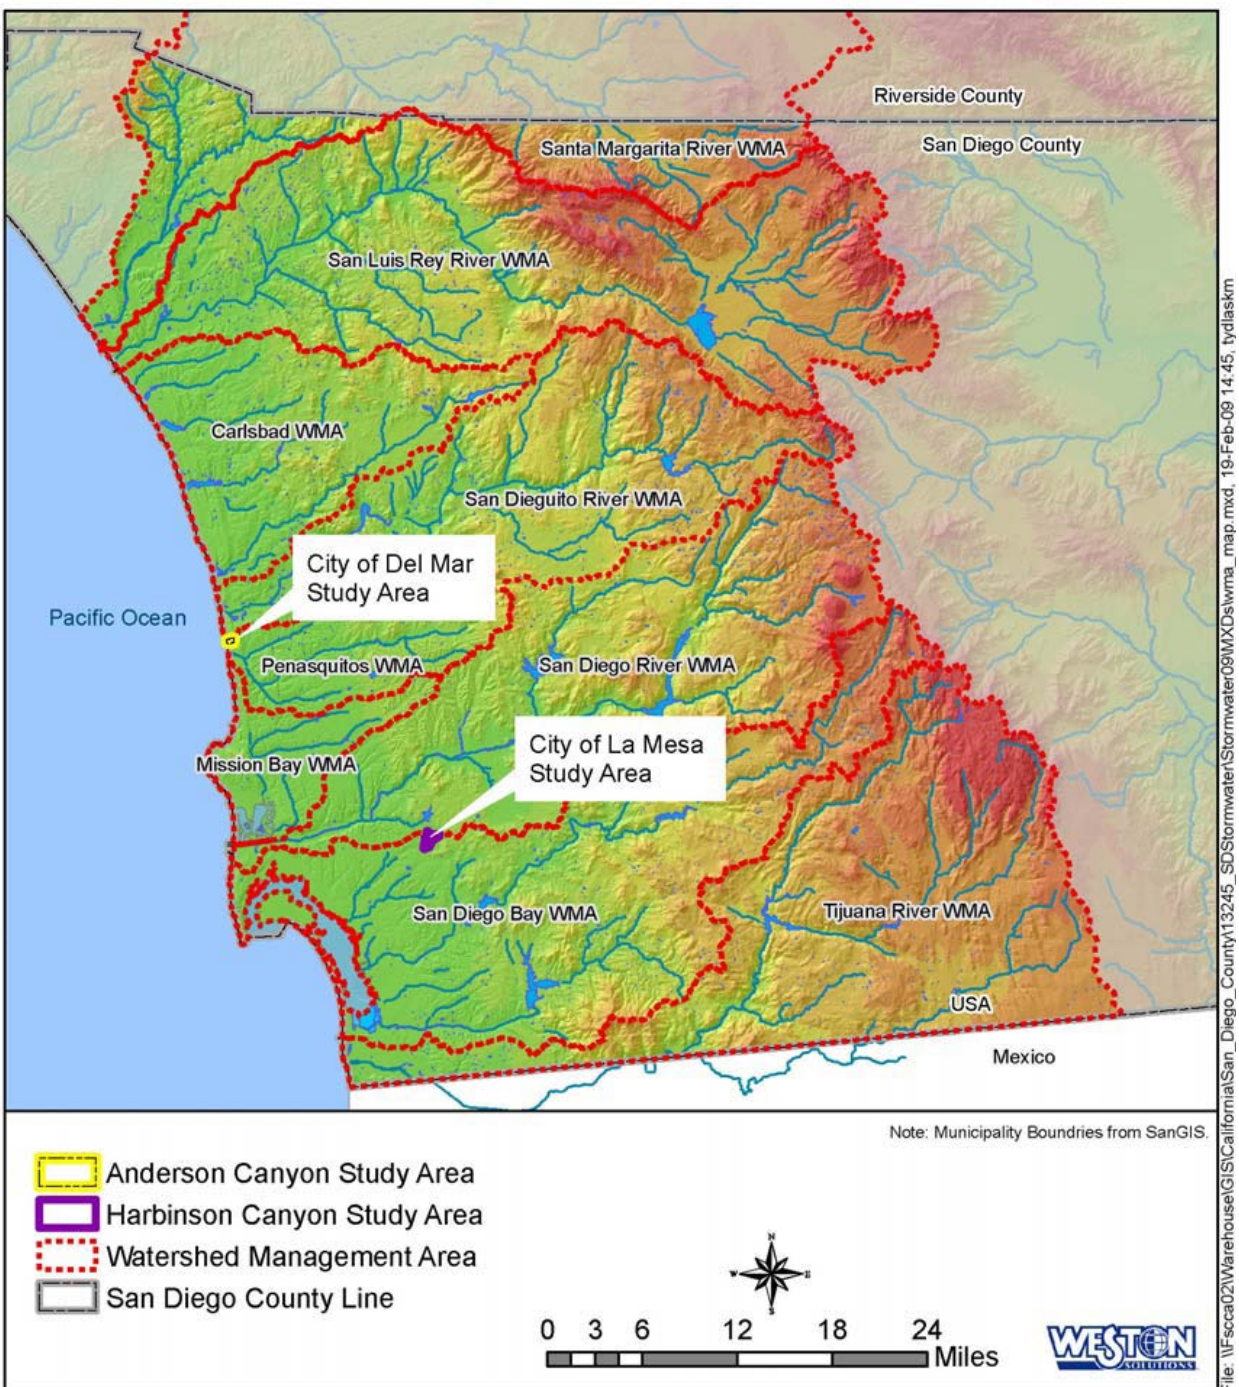 Riverside County
San Diego County
Santa Margarita River WMA
San Luis Rey River WMA
Carlsbad WMA
San Dieguito River WMA
City of Del Mar
Study Area
Pacific Ocean
Penasquitos WMA
San Diego River WMA
City of La Mesa
Study Area
Mission Bay WMA
San Diego Bay WMA
Tijuana River WMA
USA
Mexico
Note: Municipality Boundries from SanGIS.
Anderson Canyon Study Area
Harbinson Canyon Study Area
Watershed Management Area
San Diego County Line
N
W E
S
0 3 6 12 18 24
Miles
WESTON
SOLUTIONS
File: \\Fscca02\Warehouse\GIS\California\San_Diego_County\13245_SDStormwater\Stormwater09\MXDs\wma_map.mxd, 19-Feb-09 14:45, tydlaskm